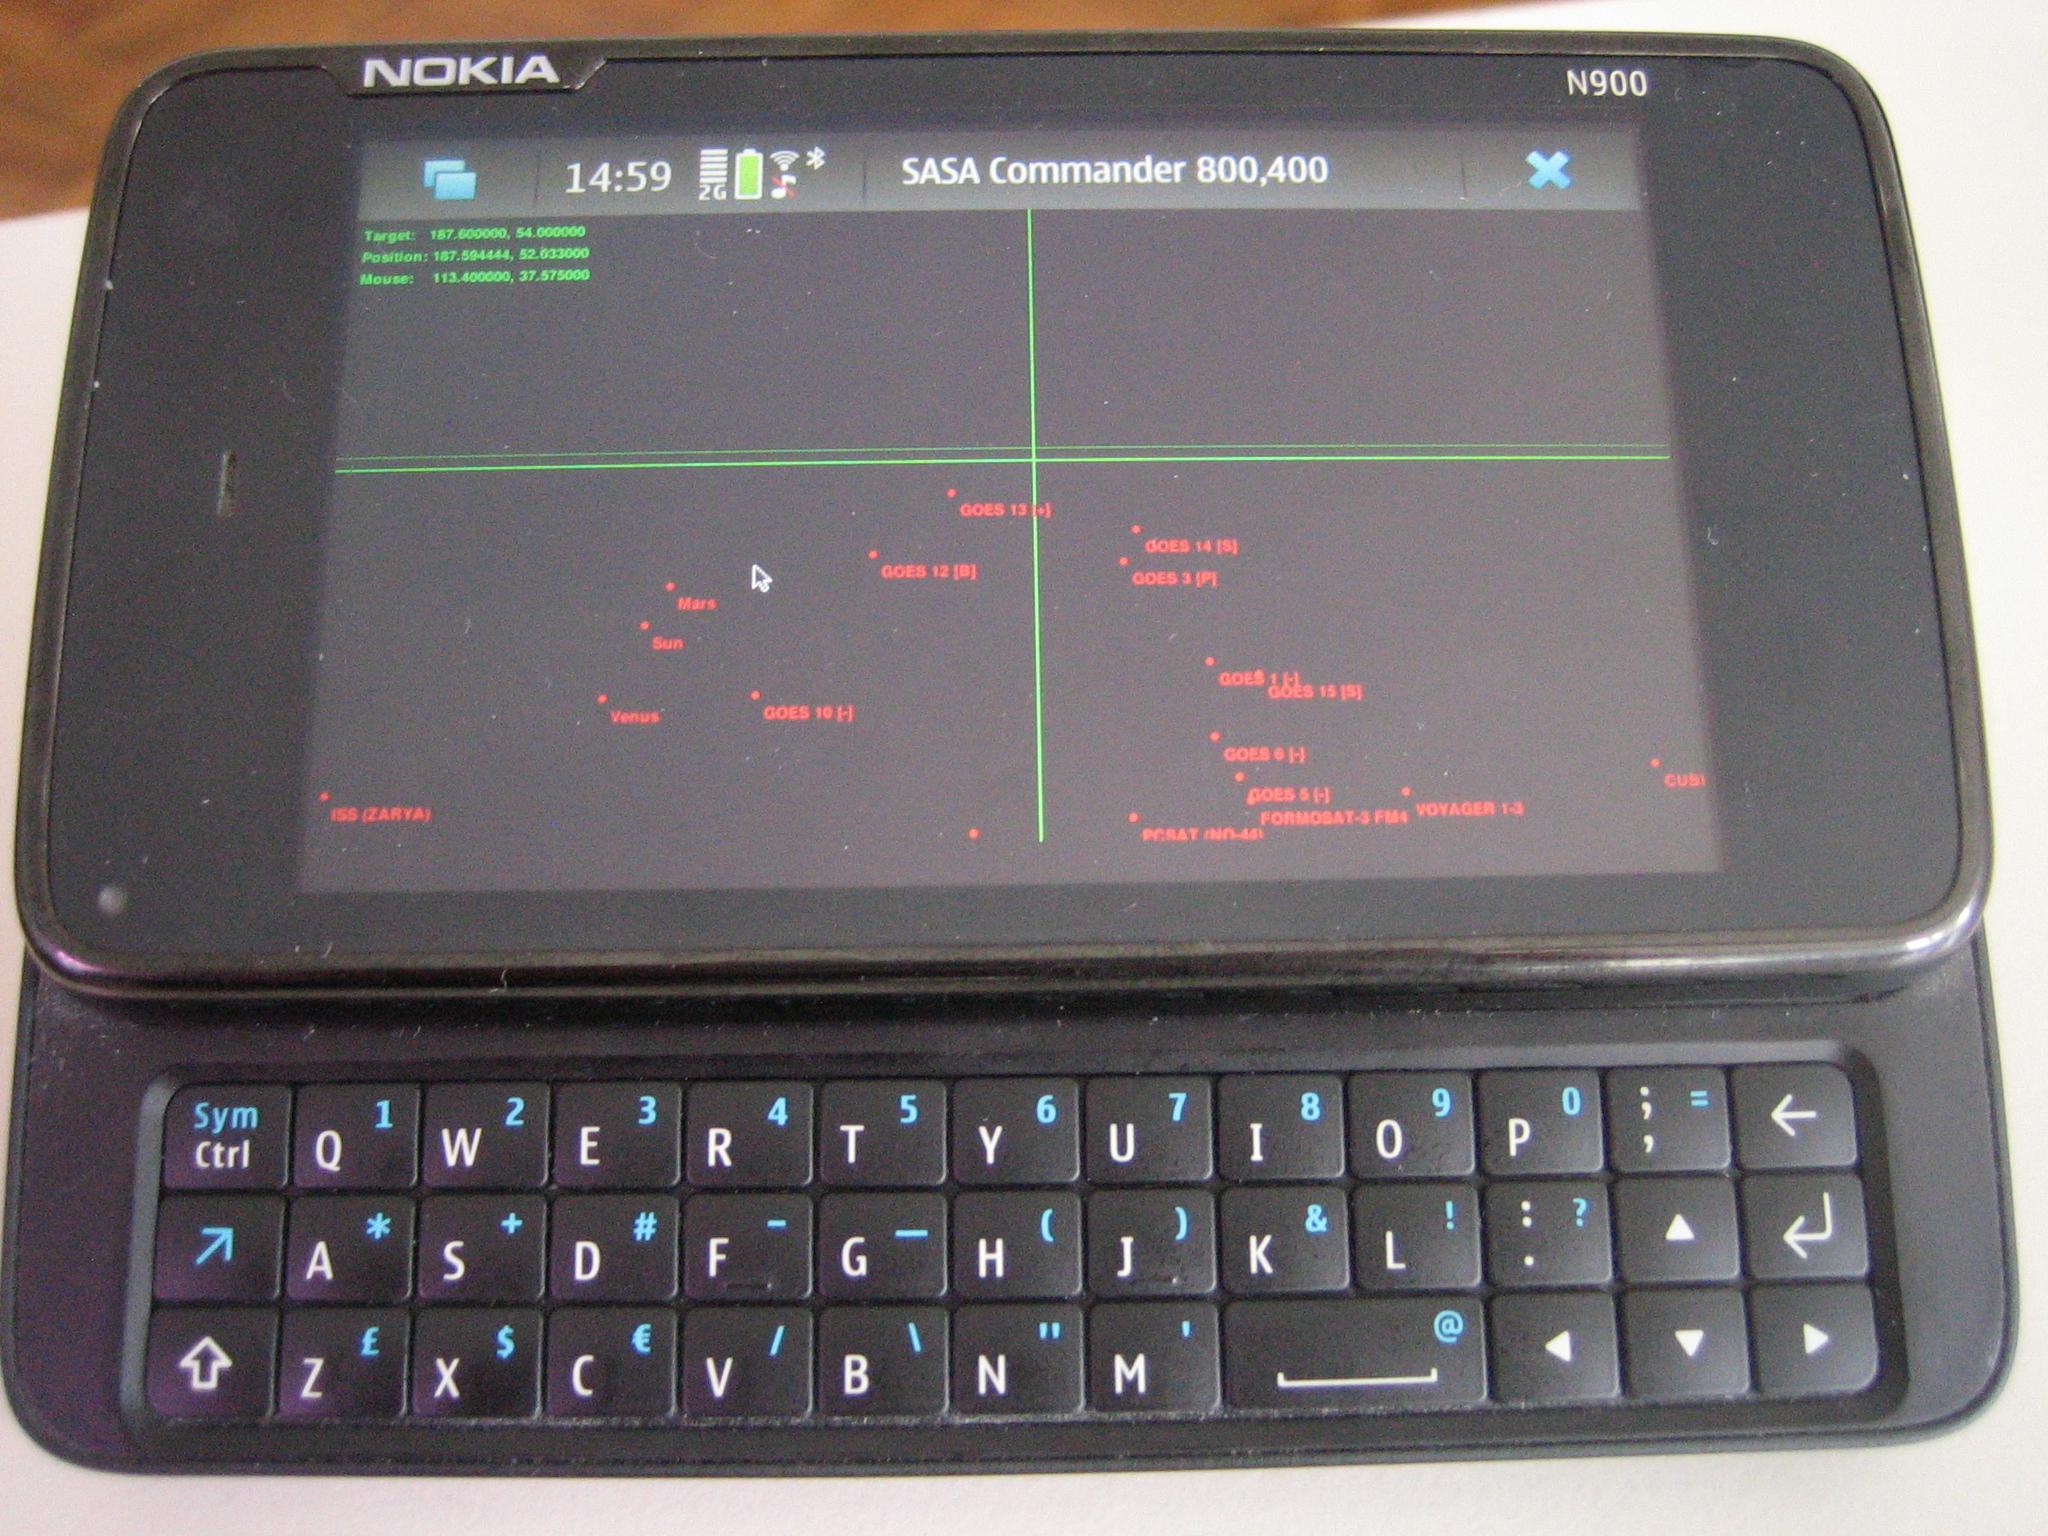 NOKIA
N900
14:59 2G SASA Commander 800,400
Target: 187.600000, 54.000000
Position: 187.594444, 52.033000
Mouse: 113.400000, 37.575000
GOES 13 [+]
GOES 14 [S]
GOES 12 [B]
GOES 3 [P]
Mars
Sun
GOES 1 [-]
GOES 15 [S]
Venus
GOES 10 [-]
GOES 6 [-]
CUBI
GOES 5 [-]
ISS (ZARYA)
FORMOSAT-3 FM4
VOYAGER 1-3
PCSAT (NO-44)
Sym 1 2 3 4 5 6 7 8 9 0 ; =
Ctrl Q W E R T Y U I O P , ←
* + # - _ ( ) & ! : ?
A S D F G H J K L .
£ $ € / \ " ' @
Z X C V B N M